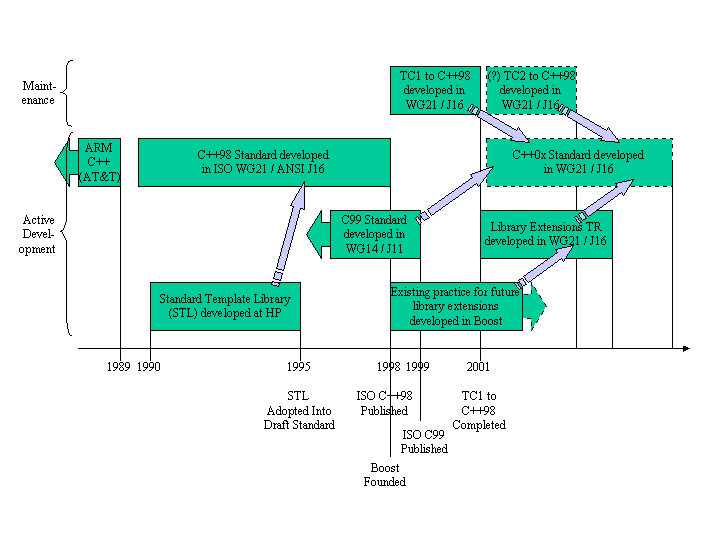 Maint-
enance
TC1 to C++98
developed in
WG21 / J16
(?) TC2 to C++98
developed in
WG21 / J16
ARM
C++
(AT&T)
C++98 Standard developed
in ISO WG21 / ANSI J16
C++0x Standard developed
in WG21 / J16
Active
Devel-
opment
C99 Standard
developed in
WG14 / J11
Library Extensions TR
developed in WG21 / J16
Standard Template Library
(STL) developed at HP
Existing practice for future
library extensions
developed in Boost
1989 1990 1995 1998 1999 2001
STL
Adopted Into
Draft Standard
ISO C++98
Published
TC1 to
C++98
Completed
ISO C99
Published
Boost
Founded